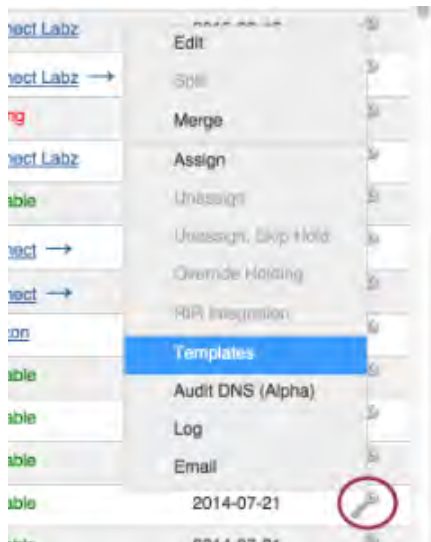 nect Labz
Edit
nect Labz →
Split
ng
Merge
nect Labz
Assign
able
Unassign
Unassign, Skip Hold
nect →
Override Holding
nect →
RIR Integration
on
Templates
able
Audit DNS (Alpha)
able
Log
able
Email
able 2014-07-21